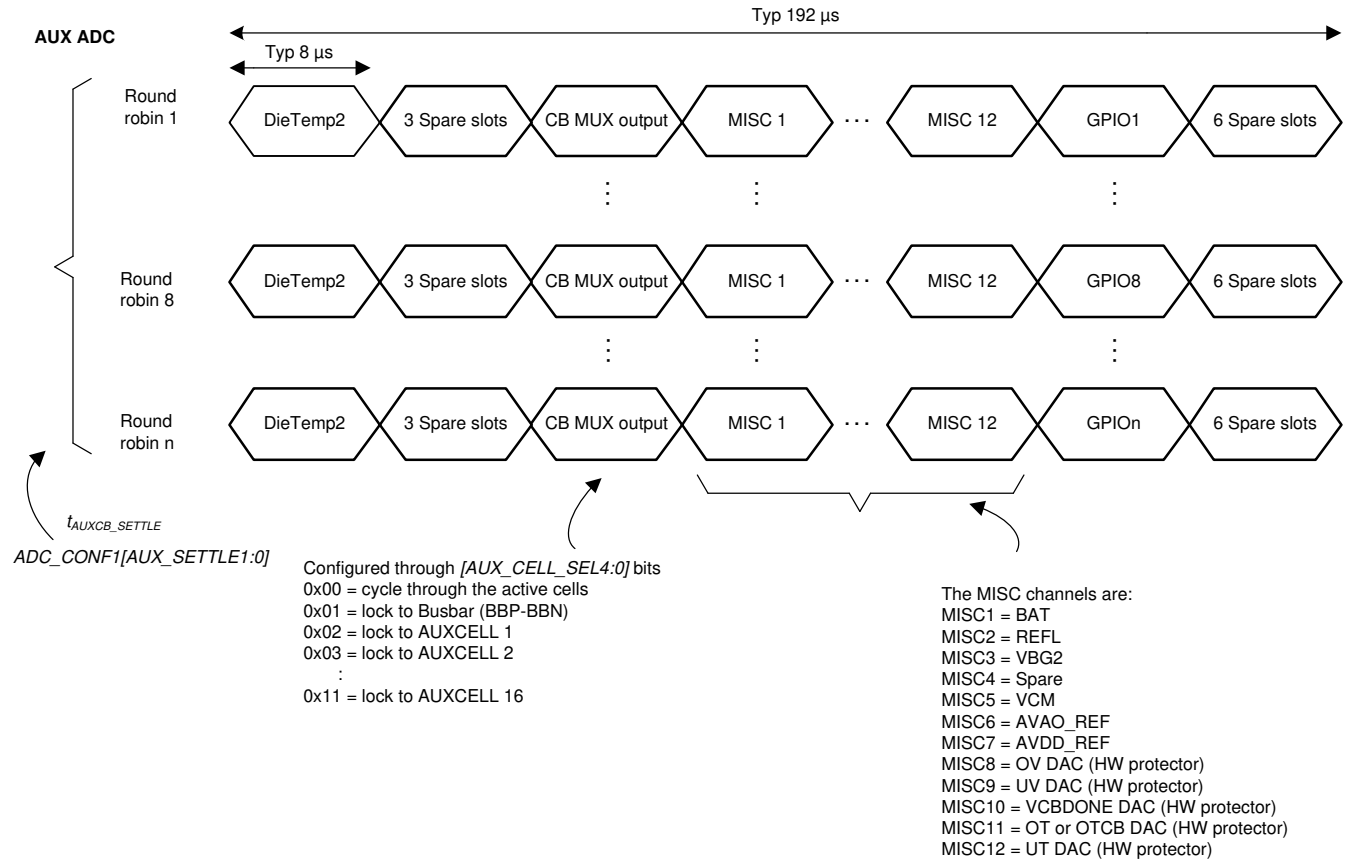 Typ 192 µs
AUX ADC
Typ 8 µs
Round
robin 1
DieTemp2
3 Spare slots
CB MUX output
MISC 1
. . .
MISC 12
GPIO1
6 Spare slots
Round
robin 8
DieTemp2
3 Spare slots
CB MUX output
MISC 1
. . .
MISC 12
GPIO8
6 Spare slots
Round
robin n
DieTemp2
3 Spare slots
CB MUX output
MISC 1
. . .
MISC 12
GPIOn
6 Spare slots
tAUXCB_SETTLE
ADC_CONF1[AUX_SETTLE1:0]
Configured through [AUX_CELL_SEL4:0] bits
0x00 = cycle through the active cells
0x01 = lock to Busbar (BBP-BBN)
0x02 = lock to AUXCELL 1
0x03 = lock to AUXCELL 2
:
0x11 = lock to AUXCELL 16
The MISC channels are:
MISC1 = BAT
MISC2 = REFL
MISC3 = VBG2
MISC4 = Spare
MISC5 = VCM
MISC6 = AVAO_REF
MISC7 = AVDD_REF
MISC8 = OV DAC (HW protector)
MISC9 = UV DAC (HW protector)
MISC10 = VCBDONE DAC (HW protector)
MISC11 = OT or OTCB DAC (HW protector)
MISC12 = UT DAC (HW protector)